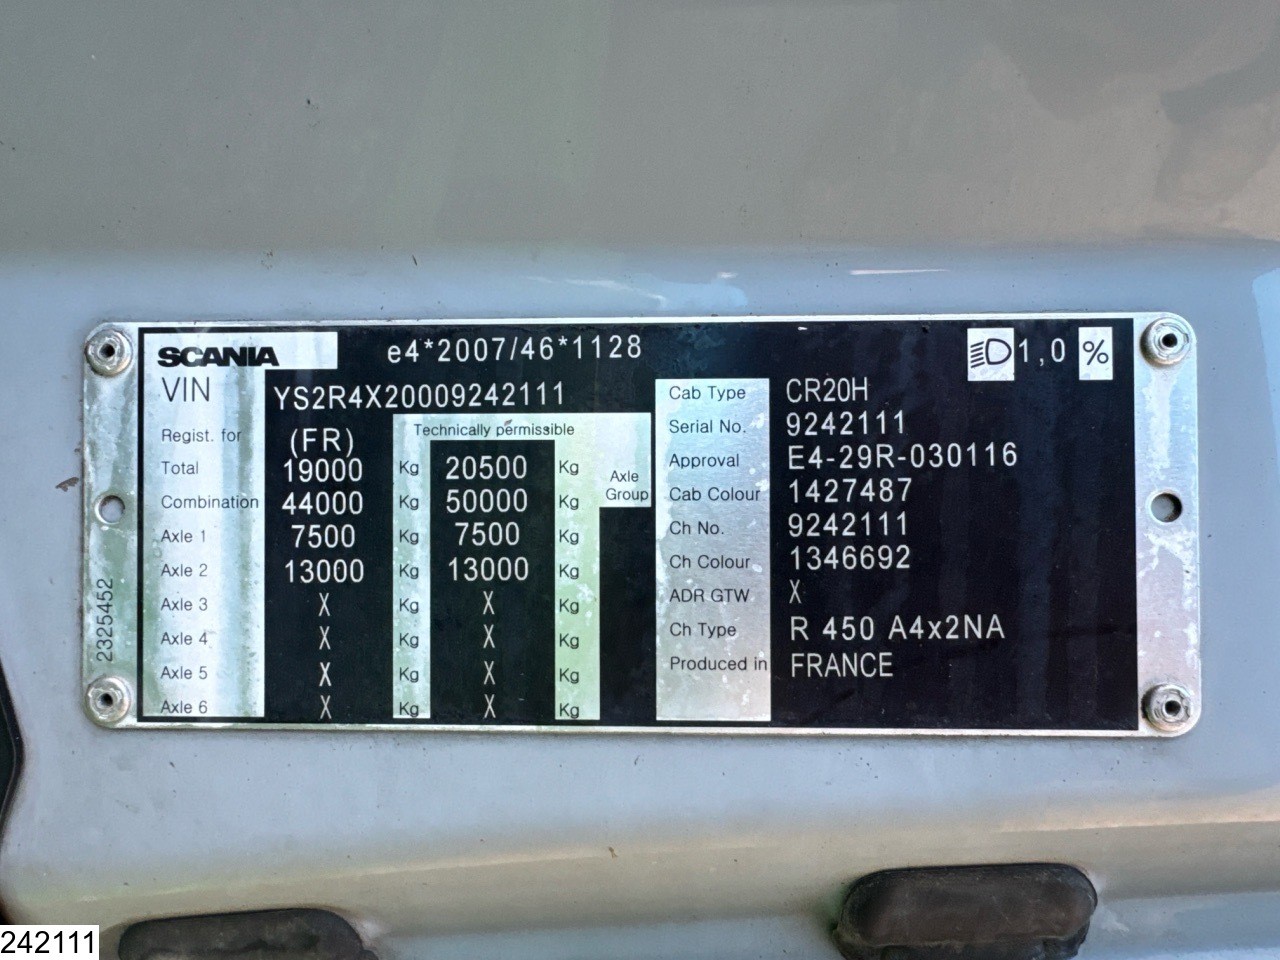 SCANIA e4*2007/46*1128 1,0 %
VIN YS2R4X20009242111
Regist. for (FR) Technically permissible
Total 19000 Kg 20500 Kg
Combination 44000 Kg 50000 Kg Axle Group
Axle 1 7500 Kg 7500 Kg
Axle 2 13000 Kg 13000 Kg
Axle 3 X Kg X Kg
Axle 4 X Kg X Kg
Axle 5 X Kg X Kg
Axle 6 X Kg X Kg
Cab Type CR20H
Serial No. 9242111
Approval E4-29R-030116
Cab Colour 1427487
Ch No. 9242111
Ch Colour 1346692
ADR GTW X
Ch Type R 450 A4x2NA
Produced in FRANCE
2325452
242111